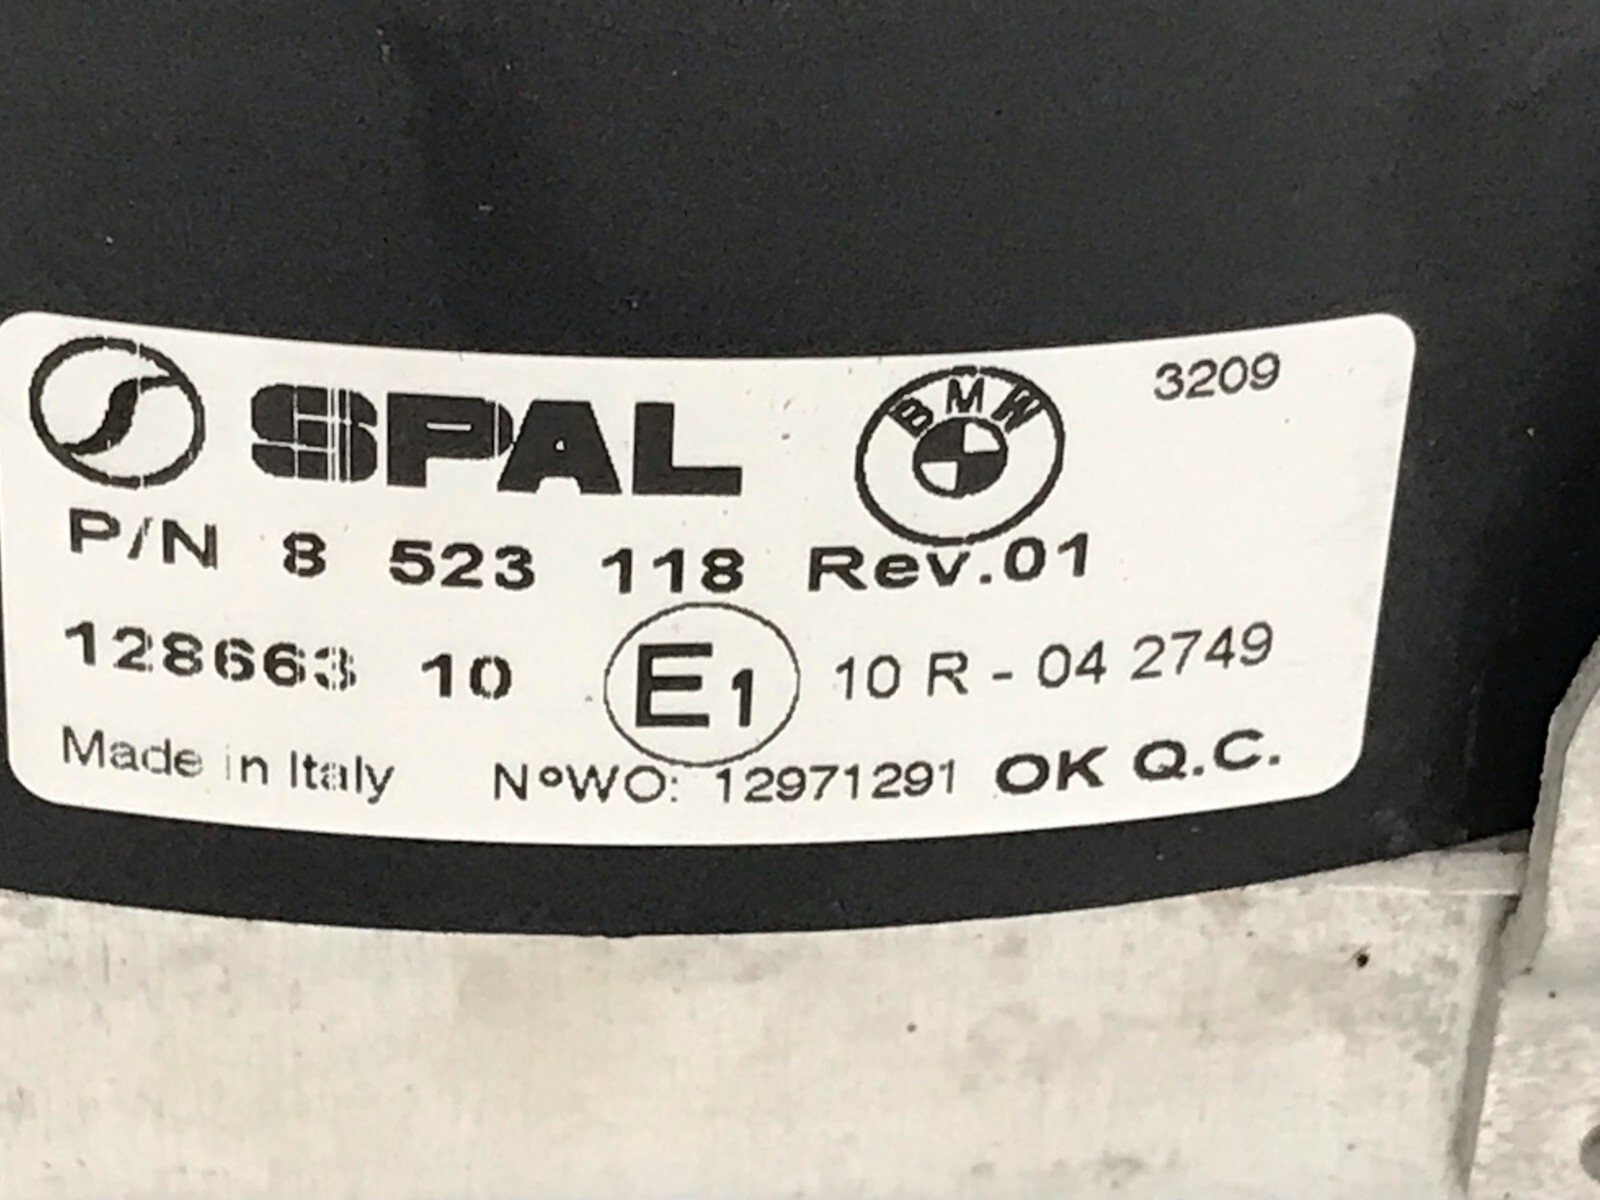 SPAL BMW 3209
P/N 8 523 118 Rev.01
128663 10 E1 10 R - 04 2749
Made in Italy N°WO: 12971291 OK Q.C.